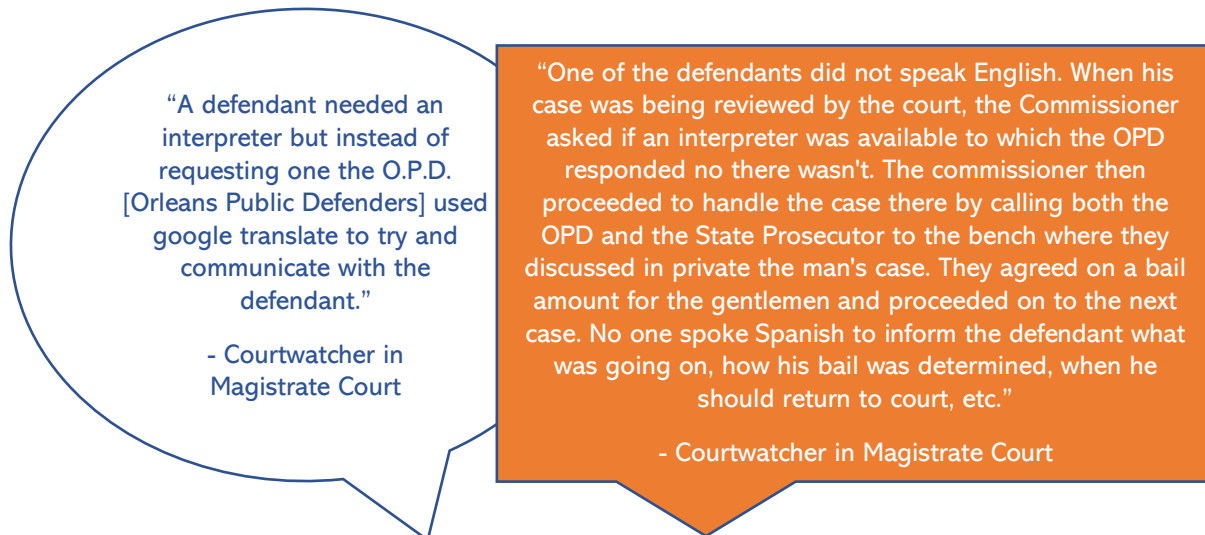 “A defendant needed an
interpreter but instead of
requesting one the O.P.D.
[Orleans Public Defenders] used
google translate to try and
communicate with the
defendant.”
- Courtwatcher in
Magistrate Court
“One of the defendants did not speak English. When his
case was being reviewed by the court, the Commissioner
asked if an interpreter was available to which the OPD
responded no there wasn't. The commissioner then
proceeded to handle the case there by calling both the
OPD and the State Prosecutor to the bench where they
discussed in private the man's case. They agreed on a bail
amount for the gentlemen and proceeded on to the next
case. No one spoke Spanish to inform the defendant what
was going on, how his bail was determined, when he
should return to court, etc.”
- Courtwatcher in Magistrate Court